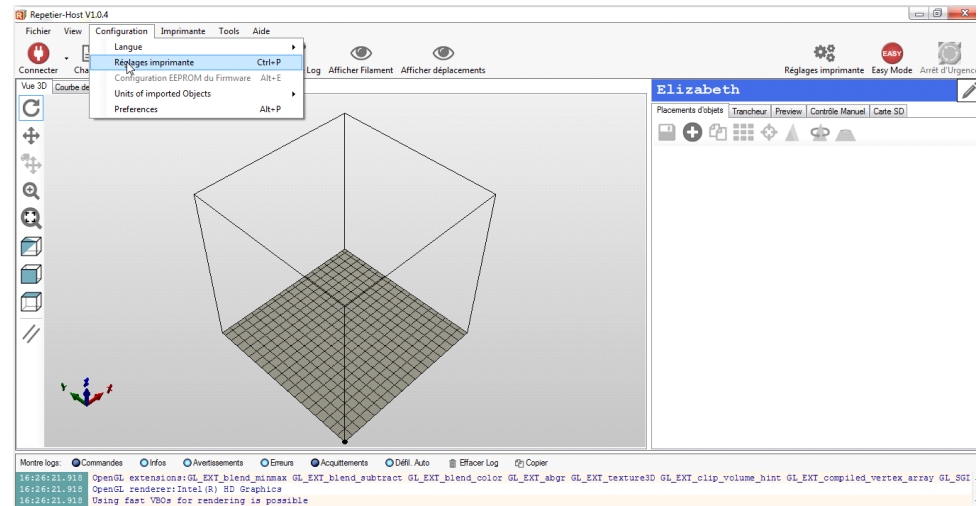 Repetier-Host V1.0.4
Fichier View Configuration Imprimante Tools Aide
Langue
Réglages imprimante Ctrl+P
Configuration EEPROM du Firmware Alt+E
Units of imported Objects
Preferences Alt+P
Connecter Log Afficher Filament Afficher déplacements Réglages imprimante EASY Easy Mode Arrêt d'Urgence
Vue 3D Courbe de
Elizabeth
Placements d'objets Trancheur Preview Contrôle Manuel Carte SD
Y Z X
Montre logs: Commandes Infos Avertissements Erreurs Acquittements Défil. Auto Effacer Log Copier
16:26:21.918 OpenGL extensions:GL_EXT_blend_minmax GL_EXT_blend_subtract GL_EXT_blend_color GL_EXT_abgr GL_EXT_texture3D GL_EXT_clip_volume_hint GL_EXT_compiled_vertex_array GL_SGI
16:26:21.918 OpenGL renderer:Intel(R) HD Graphics
16:26:21.918 Using fast VBOs for rendering is possible